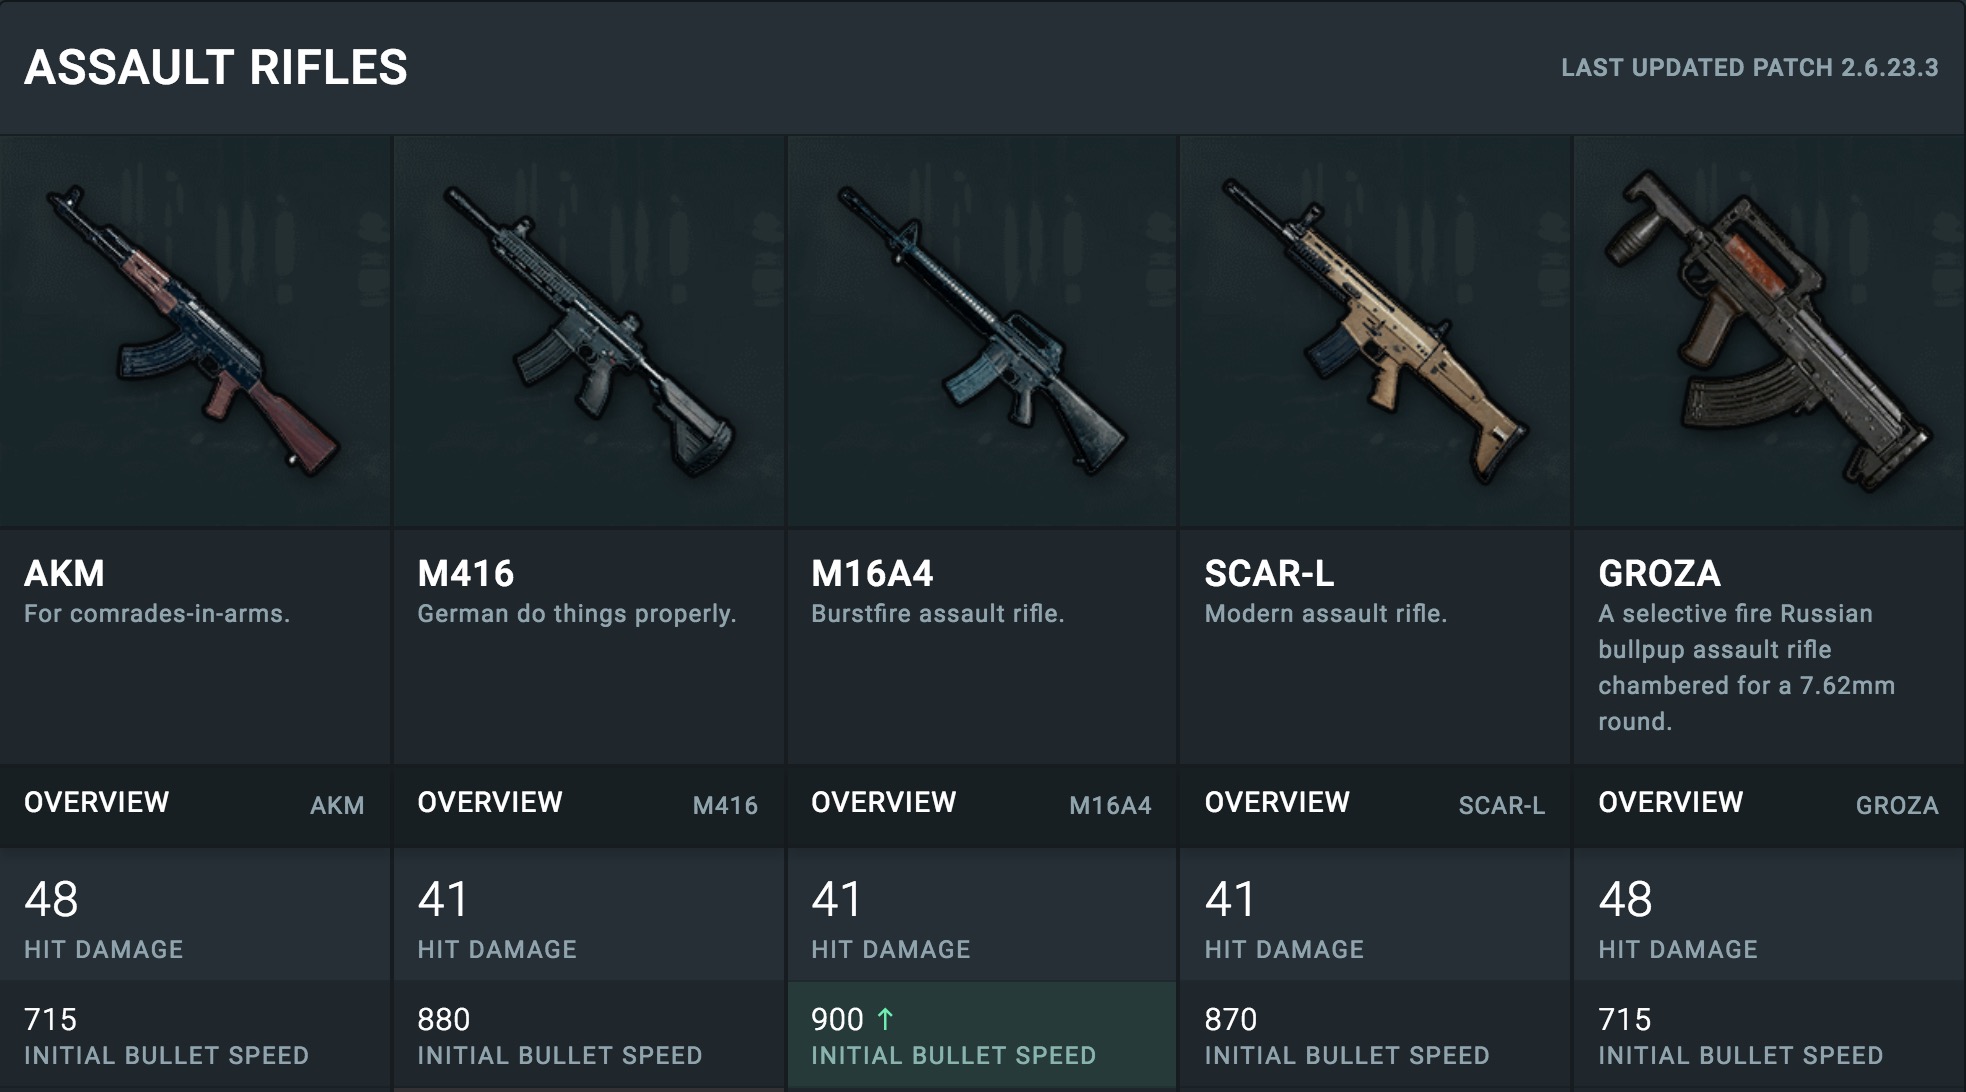 ASSAULT RIFLES
LAST UPDATED PATCH 2.6.23.3
AKM
For comrades-in-arms.
M416
German do things properly.
M16A4
Burstfire assault rifle.
SCAR-L
Modern assault rifle.
GROZA
A selective fire Russian
bullpup assault rifle
chambered for a 7.62mm
round.
OVERVIEW AKM
OVERVIEW M416
OVERVIEW M16A4
OVERVIEW SCAR-L
OVERVIEW GROZA
48
HIT DAMAGE
41
HIT DAMAGE
41
HIT DAMAGE
41
HIT DAMAGE
48
HIT DAMAGE
715
INITIAL BULLET SPEED
880
INITIAL BULLET SPEED
900 ↑
INITIAL BULLET SPEED
870
INITIAL BULLET SPEED
715
INITIAL BULLET SPEED